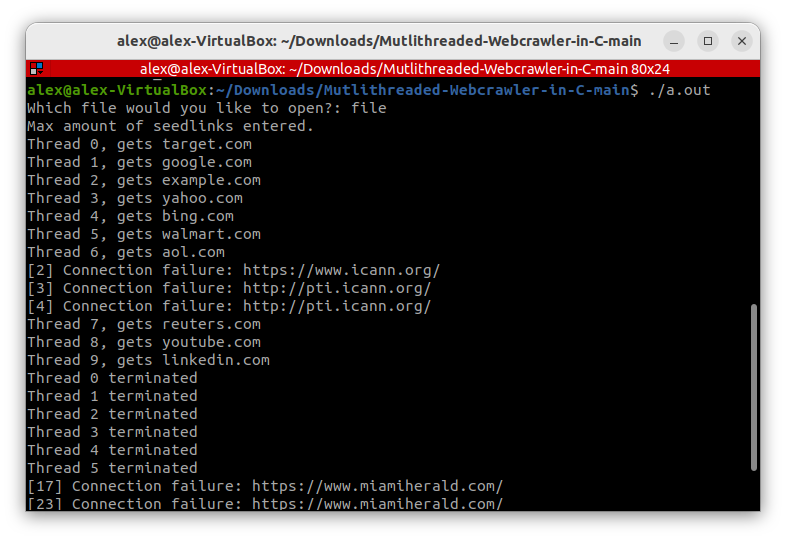 alex@alex-VirtualBox: ~/Downloads/Mutlithreaded-Webcrawler-in-C-main
alex@alex-VirtualBox: ~/Downloads/Mutlithreaded-Webcrawler-in-C-main 80x24
alex@alex-VirtualBox:~/Downloads/Mutlithreaded-Webcrawler-in-C-main$ ./a.out
Which file would you like to open?: file
Max amount of seedlinks entered.
Thread 0, gets target.com
Thread 1, gets google.com
Thread 2, gets example.com
Thread 3, gets yahoo.com
Thread 4, gets bing.com
Thread 5, gets walmart.com
Thread 6, gets aol.com
[2] Connection failure: https://www.icann.org/
[3] Connection failure: http://pti.icann.org/
[4] Connection failure: http://pti.icann.org/
Thread 7, gets reuters.com
Thread 8, gets youtube.com
Thread 9, gets linkedin.com
Thread 0 terminated
Thread 1 terminated
Thread 2 terminated
Thread 3 terminated
Thread 4 terminated
Thread 5 terminated
[17] Connection failure: https://www.miamiherald.com/
[23] Connection failure: https://www.miamiherald.com/